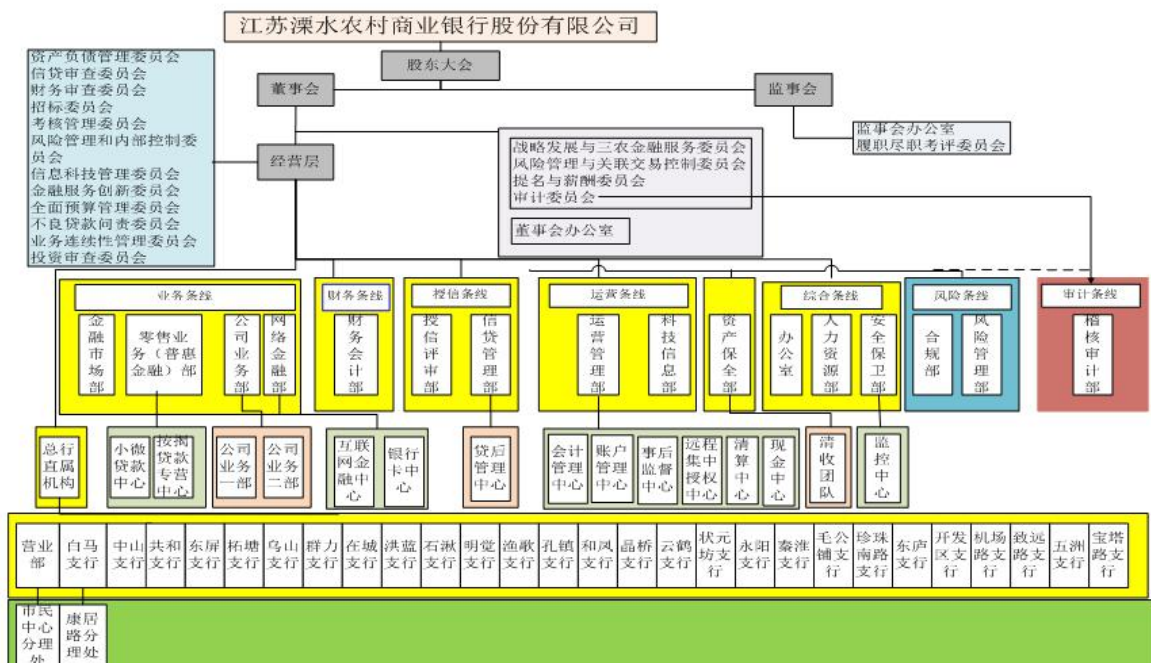 江苏溧水农村商业银行股份有限公司
股东大会
董事会
监事会
资产负债管理委员会
信贷审查委员会
财务审查委员会
招标委员会
考核管理委员会
风险管理和内部控制委
员会
信息科技管理委员会
金融服务创新委员会
全面预算管理委员会
不良贷款问责委员会
业务连续性管理委员会
投资审查委员会
经营层
战略发展与三农金融服务委员会
风险管理与关联交易控制委员会
提名与薪酬委员会
审计委员会
董事会办公室
监事会办公室
履职尽职考评委员会
业务条线
财务条线
授信条线
运营条线
综合条线
风险条线
审计条线
金融市场部
零售业
务（普惠
金融）部
公司业务部
网络金融部
财务会计部
授信评审部
信贷管理部
运营管理部
科技信息部
资产保全部
办公室
人力资源部
安全保卫部
合规部
风险管理部
稽核审计部
总行
直属
机构
小微
贷款
中心
按揭
贷款
专营
中心
公司
业务
一部
公司
业务
二部
互联
网金
融中
心
银行
卡中
心
贷后
管理
中心
会计
管理
中心
账户
管理
中心
事后
监督
中心
远程
集中
授权
中心
清算中心
现金中心
清收团队
监控中心
营业
部
白马
支行
中山
支行
共和
支行
东屏
支行
柘塘
支行
乌山
支行
群力
支行
在城
支行
洪蓝
支行
石湫
支行
明觉
支行
渔歌
支行
孔镇
支行
和凤
支行
晶桥
支行
云鹤
支行
状元
坊支
行
永阳
支行
秦淮
支行
毛公
铺支
行
珍珠
南路
支行
东庐
支行
开发
区支
行
机场
路支
行
致远
路支
行
五洲
支行
宝塔
路支
行
市民
中心
分理
处
康居
路分
理处